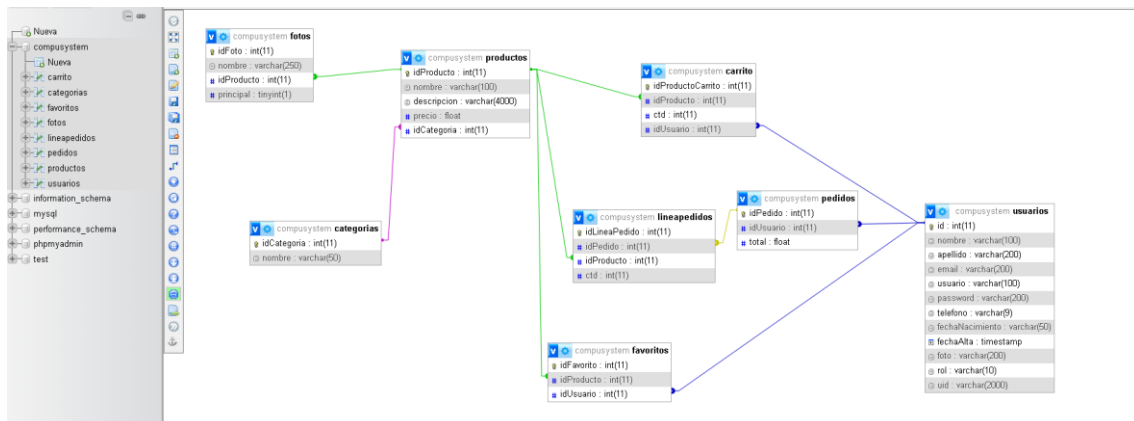 Nueva
compusystem
Nueva
carrito
categorias
favoritos
fotos
lineapedidos
pedidos
productos
usuarios
information_schema
mysql
performance_schema
phpmyadmin
test
v compusystem fotos
idFoto : int(11)
nombre : varchar(250)
# idProducto : int(11)
# principal : tinyint(1)
v compusystem productos
idProducto : int(11)
nombre : varchar(100)
descripcion : varchar(4000)
# precio : float
# idCategoria : int(11)
v compusystem categorias
idCategoria : int(11)
nombre : varchar(50)
v compusystem carrito
idProductoCarrito : int(11)
# idProducto : int(11)
# ctd : int(11)
# idUsuario : int(11)
v compusystem lineapedidos
idLineaPedido : int(11)
# idPedido : int(11)
# idProducto : int(11)
# ctd : int(11)
v compusystem pedidos
idPedido : int(11)
# idUsuario : int(11)
# total : float
v compusystem favoritos
idFavorito : int(11)
# idProducto : int(11)
# idUsuario : int(11)
v compusystem usuarios
id : int(11)
nombre : varchar(100)
apellido : varchar(200)
email : varchar(200)
usuario : varchar(100)
password : varchar(200)
telefono : varchar(9)
fechaNacimiento : varchar(50)
fechaAlta : timestamp
foto : varchar(200)
rol : varchar(10)
uid : varchar(2000)